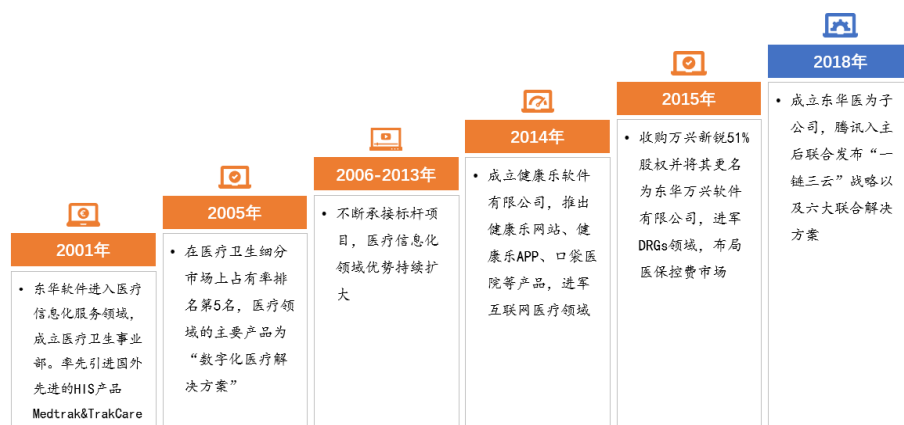 2001年
• 东华软件进入医疗
信息化服务领域，
成立医疗卫生事业
部。率先引进国外
先进的HIS产品
Medtrak&TrakCare
2005年
• 在医疗卫生细分
市场上占有率排
名第5名，医疗领
域的主要产品为
“数字化医疗解
决方案”
2006-2013年
• 不断承接标杆项
目，医疗信息化
领域优势持续扩
大
2014年
• 成立健康乐软件
有限公司，推出
健康乐网站、健
康乐APP、口袋医
院等产品，进军
互联网医疗领域
2015年
• 收购万兴新锐51%
股权并将其更名
为东华万兴软件
有限公司，进军
DRGs领域，布局
医保控费市场
2018年
• 成立东华医为子
公司，腾讯入主
后联合发布“一
链三云”战略以
及六大联合解决
方案